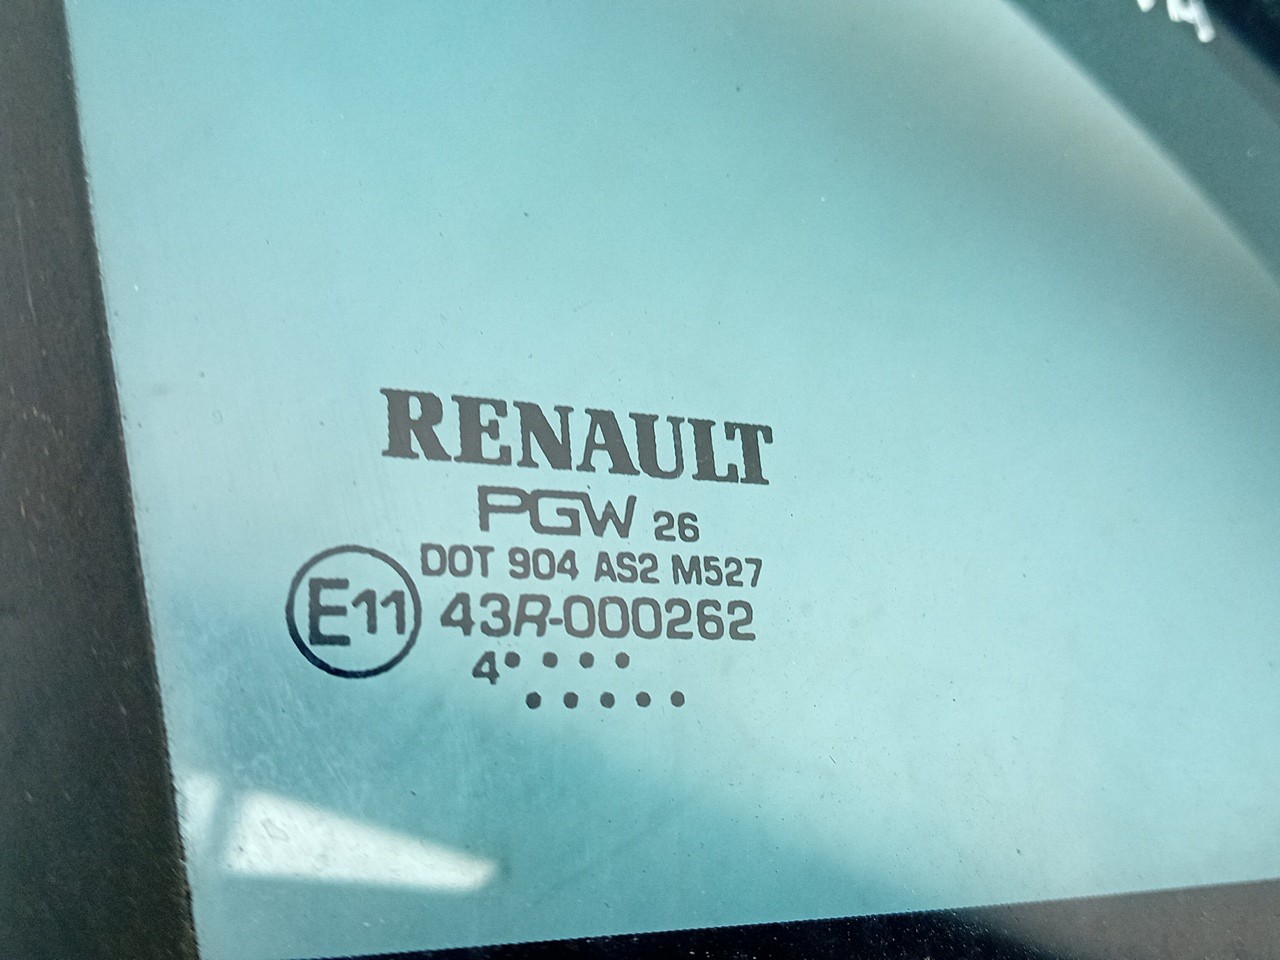 RENAULT
PGW 26
DOT 904 AS2 M527
E11 43R-000262
4• • • •
• • • • •